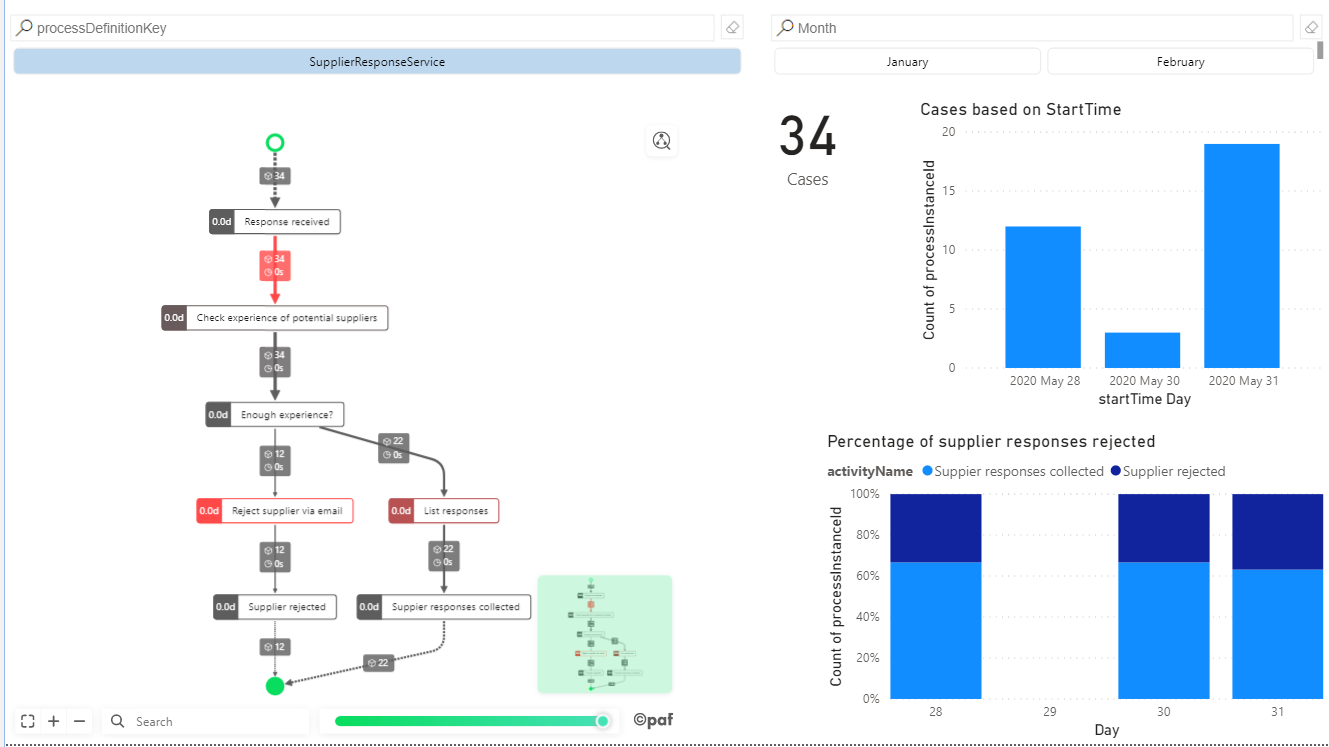 processDefinitionKey
SupplierResponseService
34
0.0d Response received
34
0s
0.0d Check experience of potential suppliers
34
0s
0.0d Enough experience?
22
0s
12
0s
0.0d Reject supplier via email
0.0d List responses
12
0s
22
0s
0.0d Supplier rejected
0.0d Suppier responses collected
12
22
Search
©paf
Month
January
February
34
Cases
Cases based on StartTime
Count of processInstanceId
20
15
10
5
0
2020 May 28
2020 May 30
2020 May 31
startTime Day
Percentage of supplier responses rejected
activityName Suppier responses collected Supplier rejected
Count of processInstanceId
100%
80%
60%
40%
20%
0%
28
29
30
31
Day